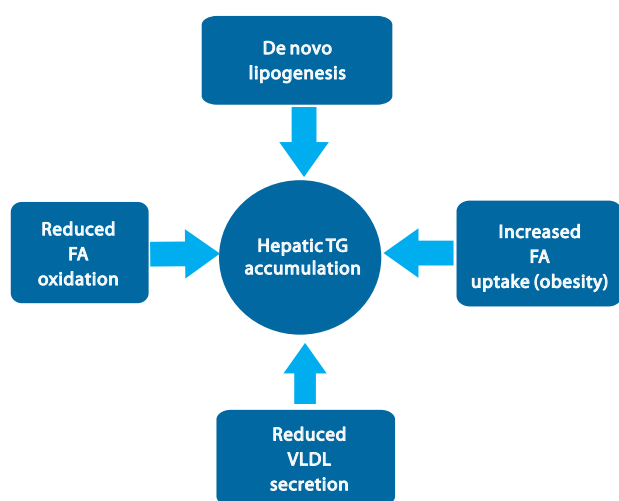 De novo
lipogenesis
Reduced
FA
oxidation
Hepatic TG
accumulation
Increased
FA
uptake (obesity)
Reduced
VLDL
secretion